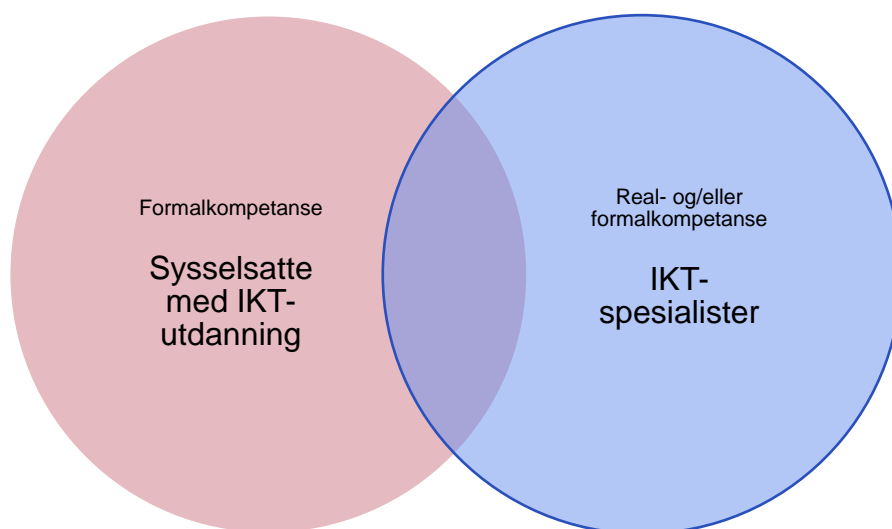 Formalkompetanse
Sysselsatte
med IKT-
utdanning
Real- og/eller
formalkompetanse
IKT-
spesialister